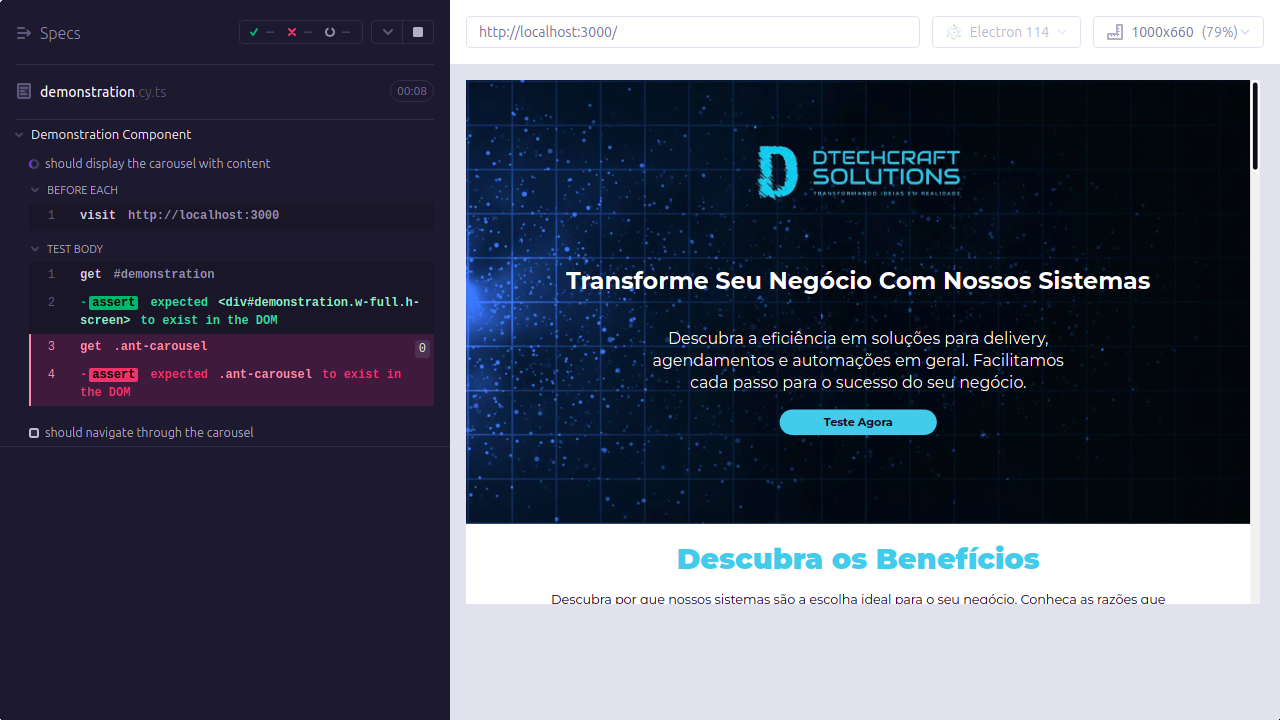 Specs
--
--
--
demonstration.cy.ts
00:08
Demonstration Component
should display the carousel with content
BEFORE EACH
1 visit http://localhost:3000
TEST BODY
1 get #demonstration
2 -assert expected <div#demonstration.w-full.h-
screen> to exist in the DOM
3 get .ant-carousel 0
4 -assert expected .ant-carousel to exist in
the DOM
should navigate through the carousel
http://localhost:3000/
Electron 114
1000x660 (79%)
DTECHCRAFT
SOLUTIONS
TRANSFORMANDO IDEIAS EM REALIDADE
Transforme Seu Negócio Com Nossos Sistemas
Descubra a eficiência em soluções para delivery,
agendamentos e automações em geral. Facilitamos
cada passo para o sucesso do seu negócio.
Teste Agora
Descubra os Benefícios
Descubra por que nossos sistemas são a escolha ideal para o seu negócio. Conheça as razões que